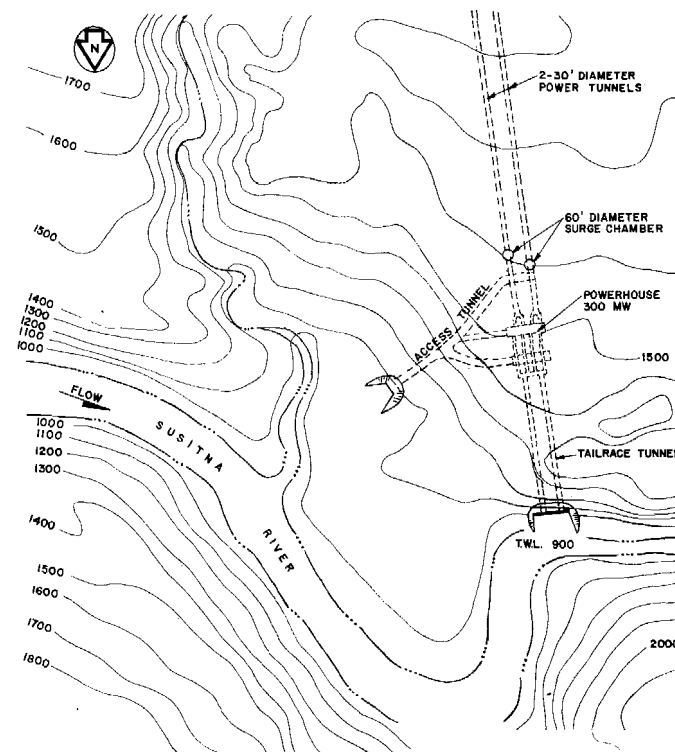 N
2-30' DIAMETER
POWER TUNNELS
1700
1600
1500
60' DIAMETER
SURGE CHAMBER
ACCESS TUNNEL
POWERHOUSE
300 MW
1400
1300
1200
1100
1000
1500
FLOW
SUSITNA
RIVER
1000
1100
1200
1300
1400
TAILRACE TUNNE
T.W.L. 900
1500
1600
1700
1800
2000